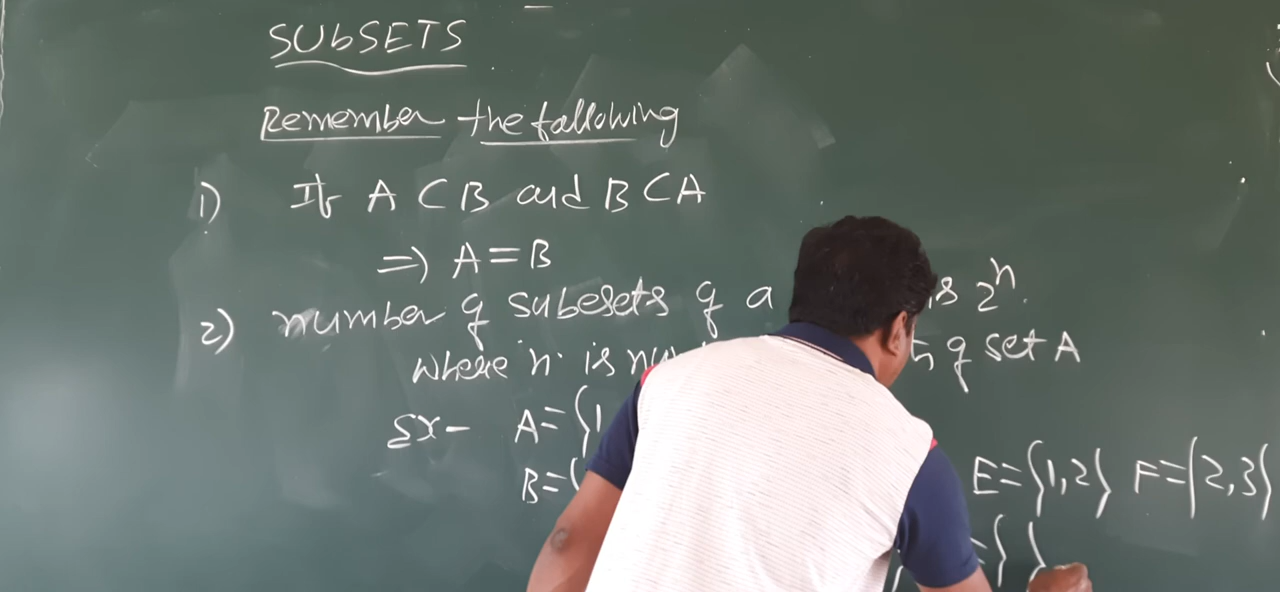 SUBSETS
Remember the following
1) If A ⊂ B and B ⊂ A
=> A = B
2) number of subesets of a is 2ⁿ.
where 'n' is of set A
Ex- A = {1
B = { E = {1,2} F = {2,3}
= { }